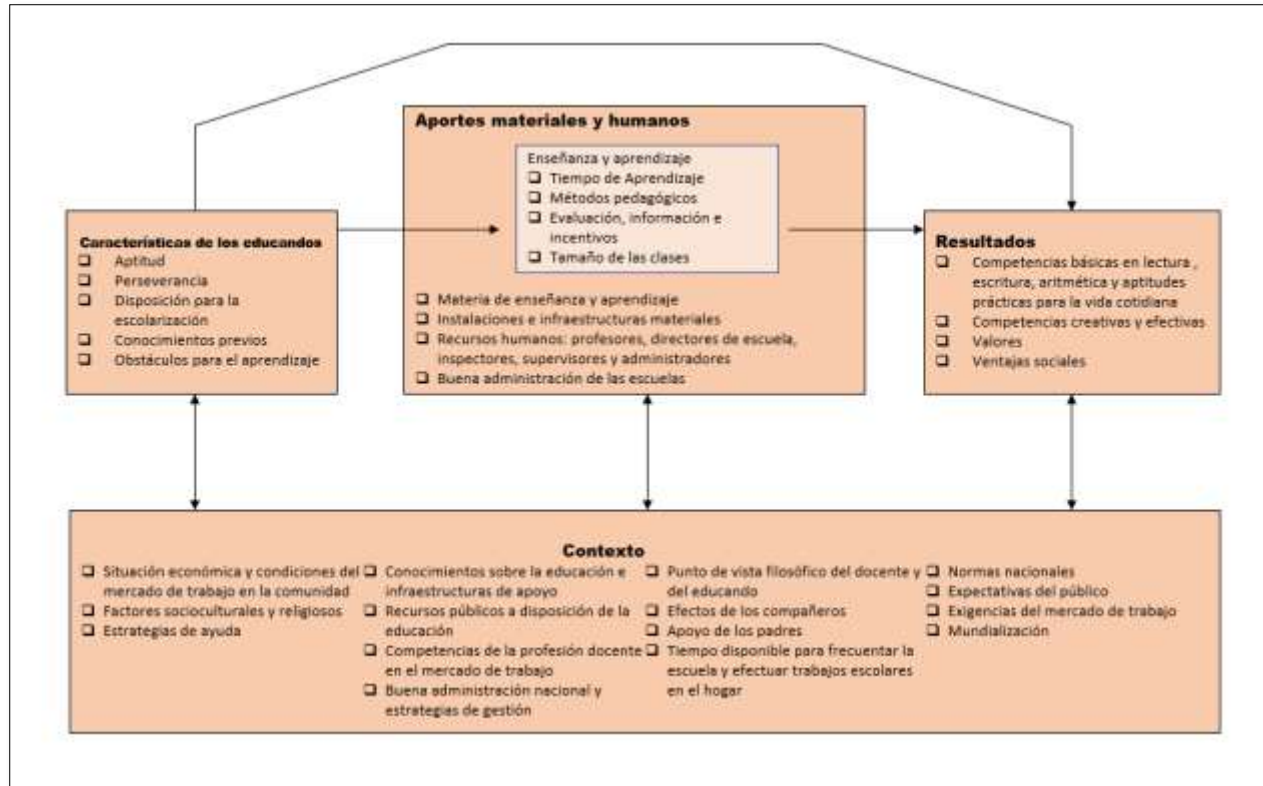 Aportes materiales y humanos
Enseñanza y aprendizaje
❑ Tiempo de Aprendizaje
❑ Métodos pedagógicos
❑ Evaluación, información e
incentivos
❑ Tamaño de las clases
❑ Materia de enseñanza y aprendizaje
❑ Instalaciones e infraestructuras materiales
❑ Recursos humanos: profesores, directores de escuela,
inspectores, supervisores y administradores
❑ Buena administración de las escuelas
Características de los educandos
❑ Aptitud
❑ Perseverancia
❑ Disposición para la
escolarización
❑ Conocimientos previos
❑ Obstáculos para el aprendizaje
Resultados
❑ Competencias básicas en lectura ,
escritura, aritmética y aptitudes
prácticas para la vida cotidiana
❑ Competencias creativas y efectivas
❑ Valores
❑ Ventajas sociales
Contexto
❑ Situación económica y condiciones del
mercado de trabajo en la comunidad
❑ Factores socioculturales y religiosos
❑ Estrategias de ayuda
❑ Conocimientos sobre la educación e
infraestructuras de apoyo
❑ Recursos públicos a disposición de la
educación
❑ Competencias de la profesión docente
en el mercado de trabajo
❑ Buena administración nacional y
estrategias de gestión
❑ Punto de vista filosófico del docente y
del educando
❑ Efectos de los compañeros
❑ Apoyo de los padres
❑ Tiempo disponible para frecuentar la
escuela y efectuar trabajos escolares
en el hogar
❑ Normas nacionales
❑ Expectativas del público
❑ Exigencias del mercado de trabajo
❑ Mundialización